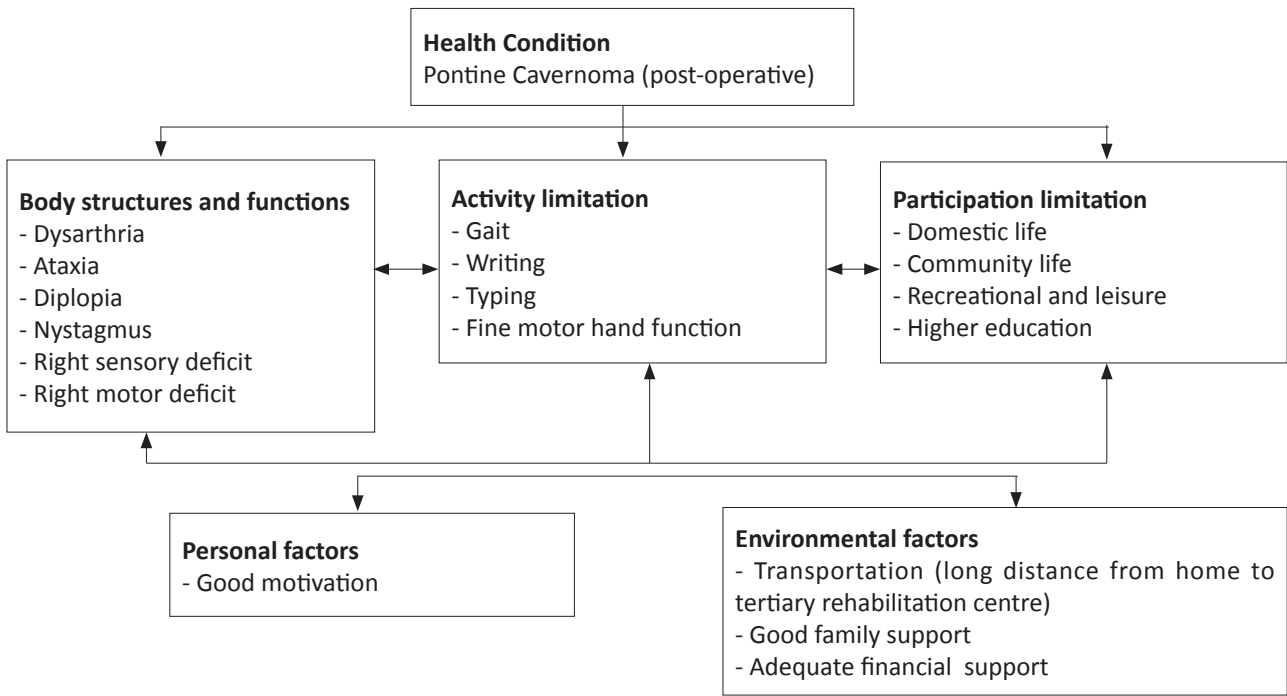 Health Condition
Pontine Cavernoma (post-operative)
Body structures and functions
- Dysarthria
- Ataxia
- Diplopia
- Nystagmus
- Right sensory deficit
- Right motor deficit
Activity limitation
- Gait
- Writing
- Typing
- Fine motor hand function
Participation limitation
- Domestic life
- Community life
- Recreational and leisure
- Higher education
Personal factors
- Good motivation
Environmental factors
- Transportation (long distance from home to
tertiary rehabilitation centre)
- Good family support
- Adequate financial support